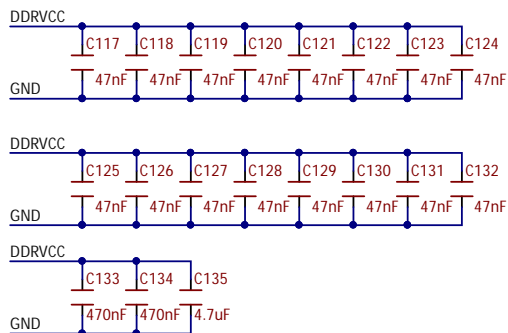 DDRVCC
C117 C118 C119 C120 C121 C122 C123 C124
47nF 47nF 47nF 47nF 47nF 47nF 47nF 47nF
GND
DDRVCC
C125 C126 C127 C128 C129 C130 C131 C132
47nF 47nF 47nF 47nF 47nF 47nF 47nF 47nF
GND
DDRVCC
C133 C134 C135
470nF 470nF 4.7uF
GND